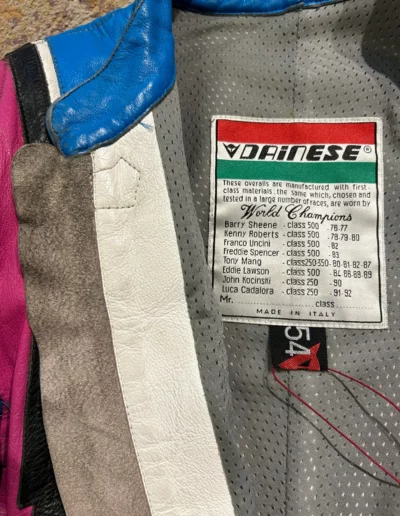 DAINESE®
These overalls are manufactured with first-
class materials, the same which, chosen and
tested in a large number of races, are worn by
World Champions
Barry Sheene - class 500 - 76-77
Kenny Roberts - class 500 - 78-79-80
Franco Uncini - class 500 - 82
Freddie Spencer - class 500 - 83
Tony Mang - class 250-350-80-81-82-87
Eddie Lawson - class 500 - 84-86-88-89
John Kocinski - class 250 - 90
Luca Cadalora - class 250 - 91-92
Mr. class
MADE IN ITALY
54